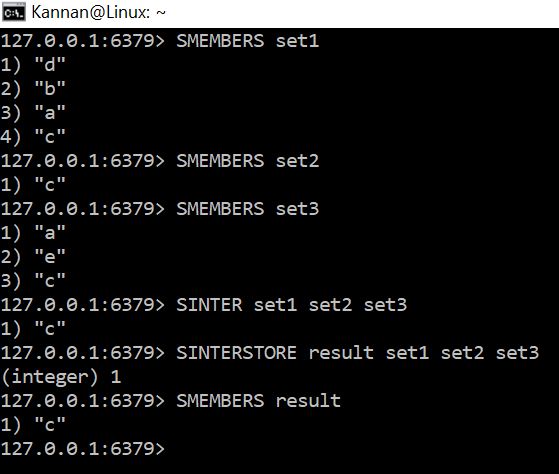 Kannan@Linux: ~
127.0.0.1:6379> SMEMBERS set1
1) "d"
2) "b"
3) "a"
4) "c"
127.0.0.1:6379> SMEMBERS set2
1) "c"
127.0.0.1:6379> SMEMBERS set3
1) "a"
2) "e"
3) "c"
127.0.0.1:6379> SINTER set1 set2 set3
1) "c"
127.0.0.1:6379> SINTERSTORE result set1 set2 set3
(integer) 1
127.0.0.1:6379> SMEMBERS result
1) "c"
127.0.0.1:6379>